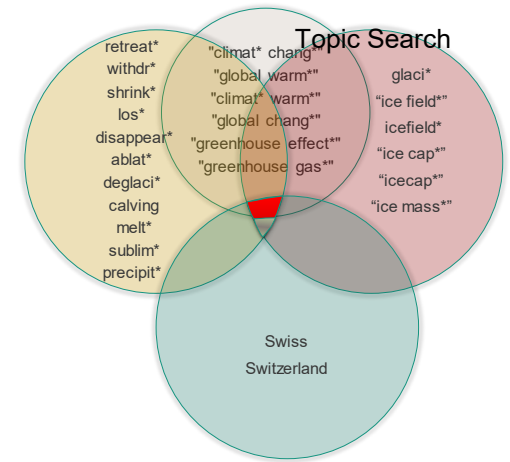 Topic Search
retreat*
withdr*
shrink*
los*
disappear*
ablat*
deglaci*
calving
melt*
sublim*
precipit*
"climat* chang*"
"global warm*"
"climat* warm*"
"global chang*"
"greenhouse effect*"
"greenhouse gas*"
glaci*
“ice field*”
icefield*
“ice cap*”
“icecap*”
“ice mass*”
Swiss
Switzerland